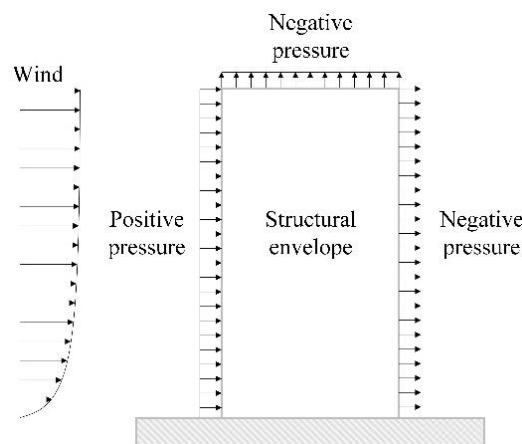 Negative
pressure
Wind
Positive
pressure
Structural
envelope
Negative
pressure